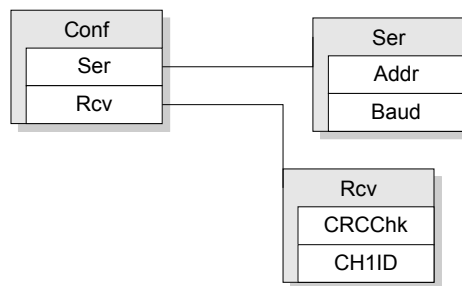 Conf
Ser
Rcv
Ser
Addr
Baud
Rcv
CRCChk
CH1ID